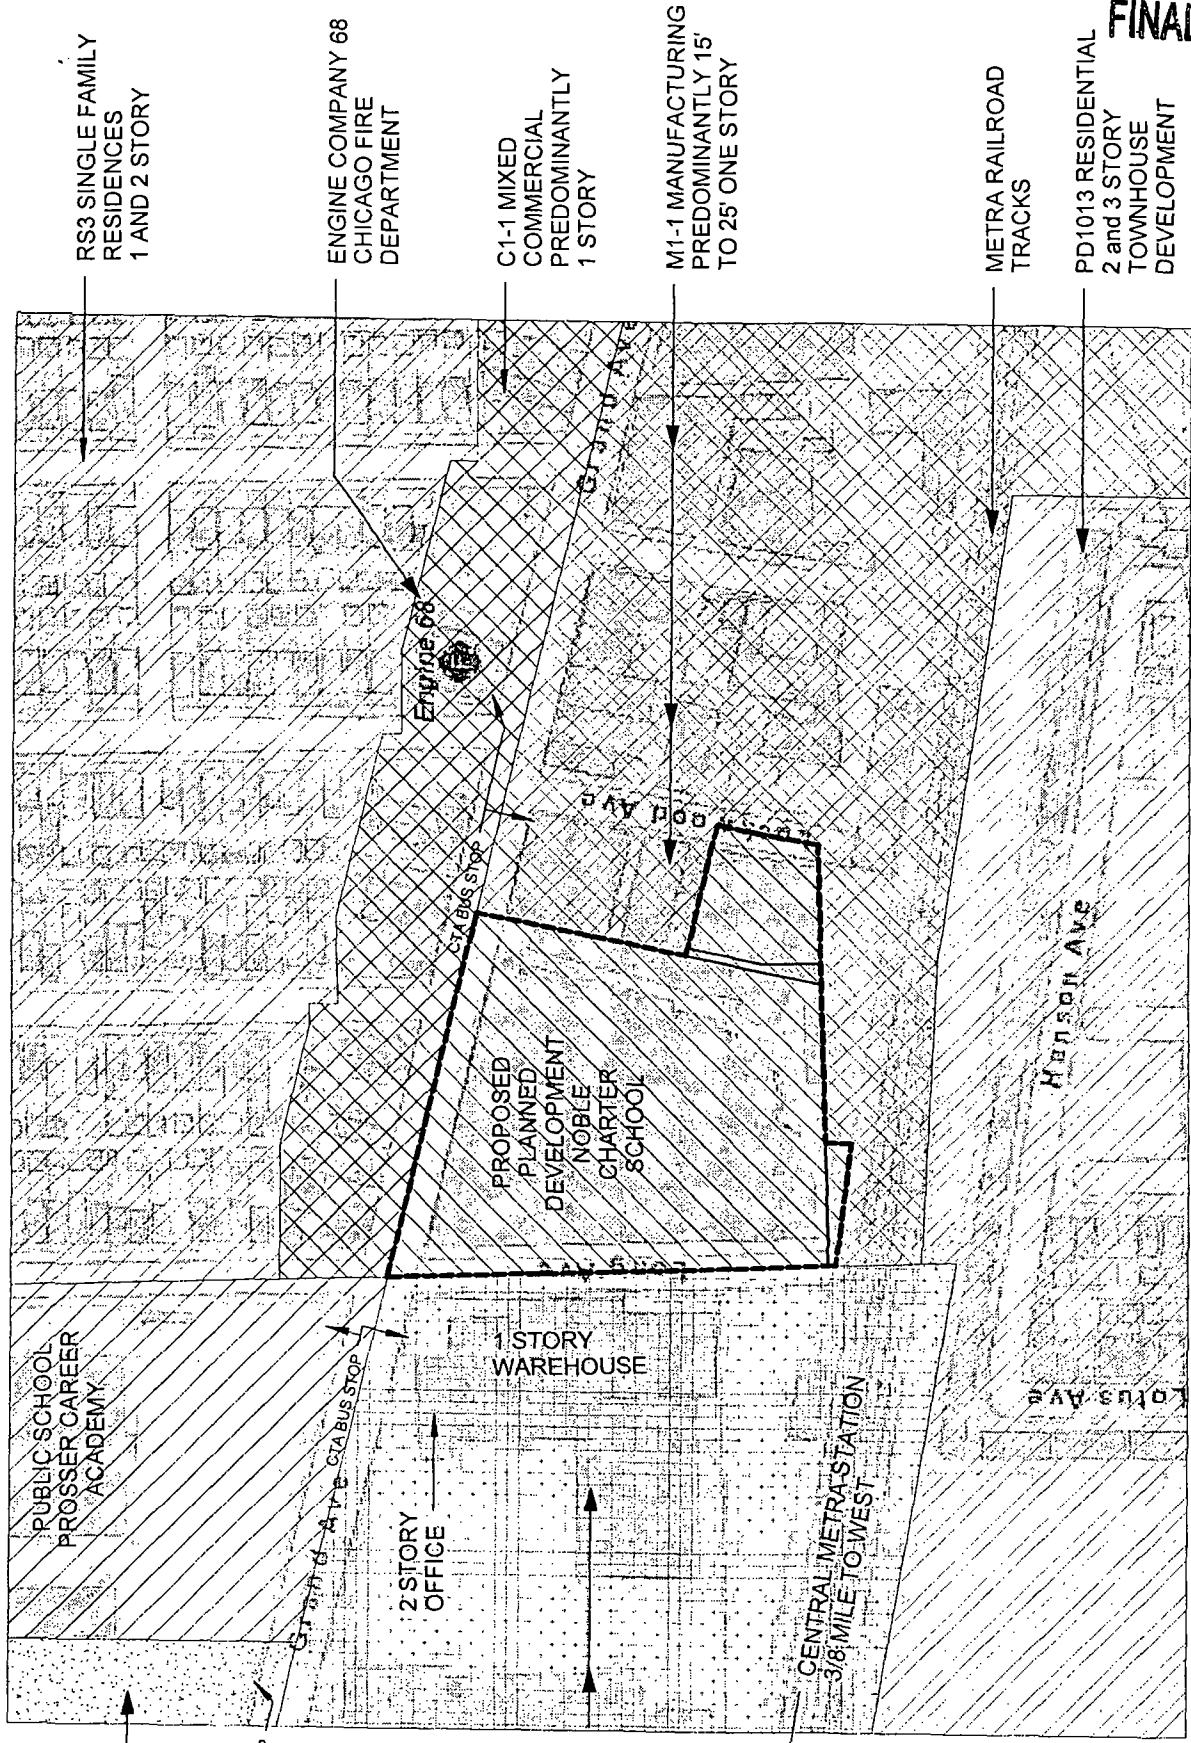 FINAL
RS3 SINGLE FAMILY
RESIDENCES
1 AND 2 STORY
ENGINE COMPANY 68
CHICAGO FIRE
DEPARTMENT
C1-1 MIXED
COMMERCIAL
PREDOMINANTLY
1 STORY
M1-1 MANUFACTURING
PREDOMINANTLY 15'
TO 25' ONE STORY
METRA RAILROAD
TRACKS
PD1013 RESIDENTIAL
2 and 3 STORY
TOWNHOUSE
DEVELOPMENT
Grand Ave
Engine 68
CTA BUS STOP
Ave
PROPOSED
PLANNED
DEVELOPMENT
NOBLE
CHARTER
SCHOOL
Hanson Ave
PUBLIC SCHOOL
PROSSER CAREER
ACADEMY
Grand Ave
CTA BUS STOP
1 STORY
WAREHOUSE
2 STORY
OFFICE
CENTRAL METRA STATION
3/8 MILE TO WEST
Lotus Ave